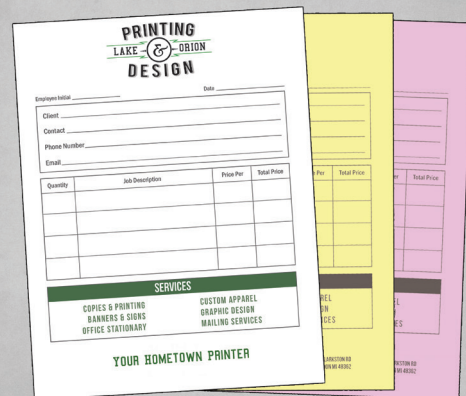 PRINTING
LAKE & ORION
DESIGN
Employee Initial
Date
Client
Contact
Phone Number
Email
Quantity Job Description Price Per Total Price
SERVICES
COPIES & PRINTING CUSTOM APPAREL
BANNERS & SIGNS GRAPHIC DESIGN
OFFICE STATIONARY MAILING SERVICES
YOUR HOMETOWN PRINTER
Per Total Price
Per Total Price